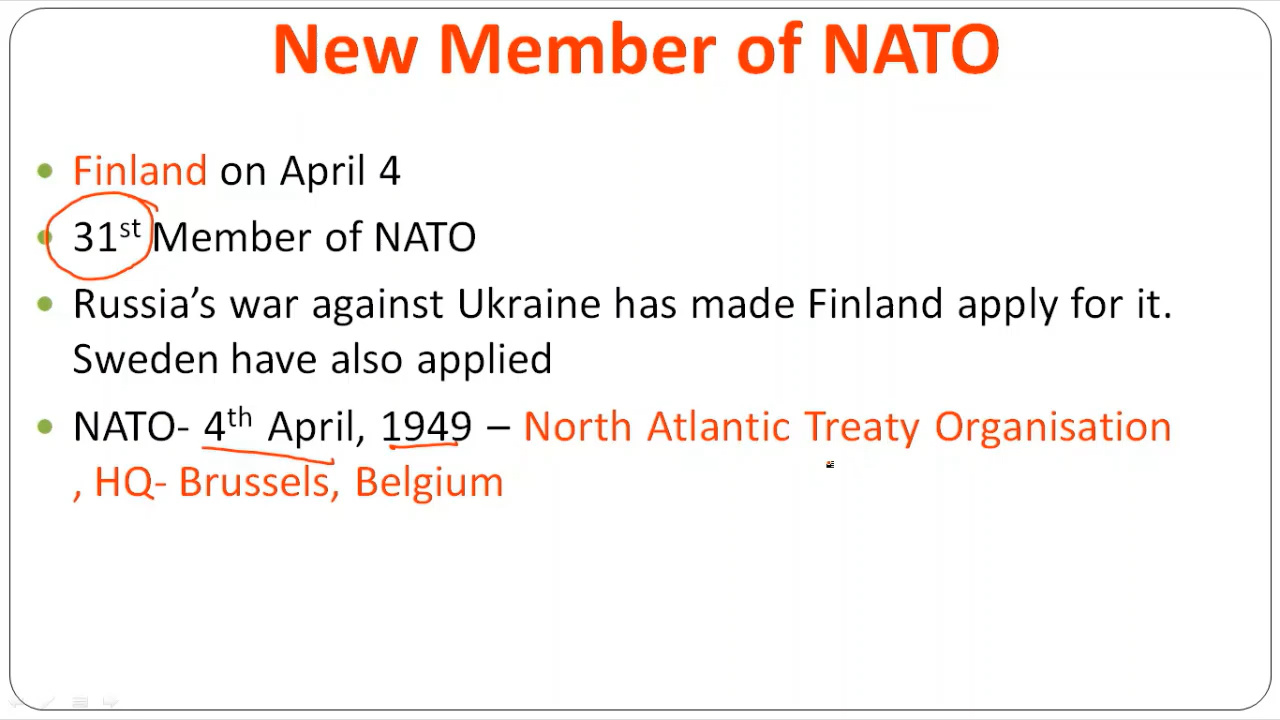 New Member of NATO
• Finland on April 4
• 31st Member of NATO
• Russia’s war against Ukraine has made Finland apply for it.
Sweden have also applied
• NATO- 4th April, 1949 – North Atlantic Treaty Organisation
, HQ- Brussels, Belgium